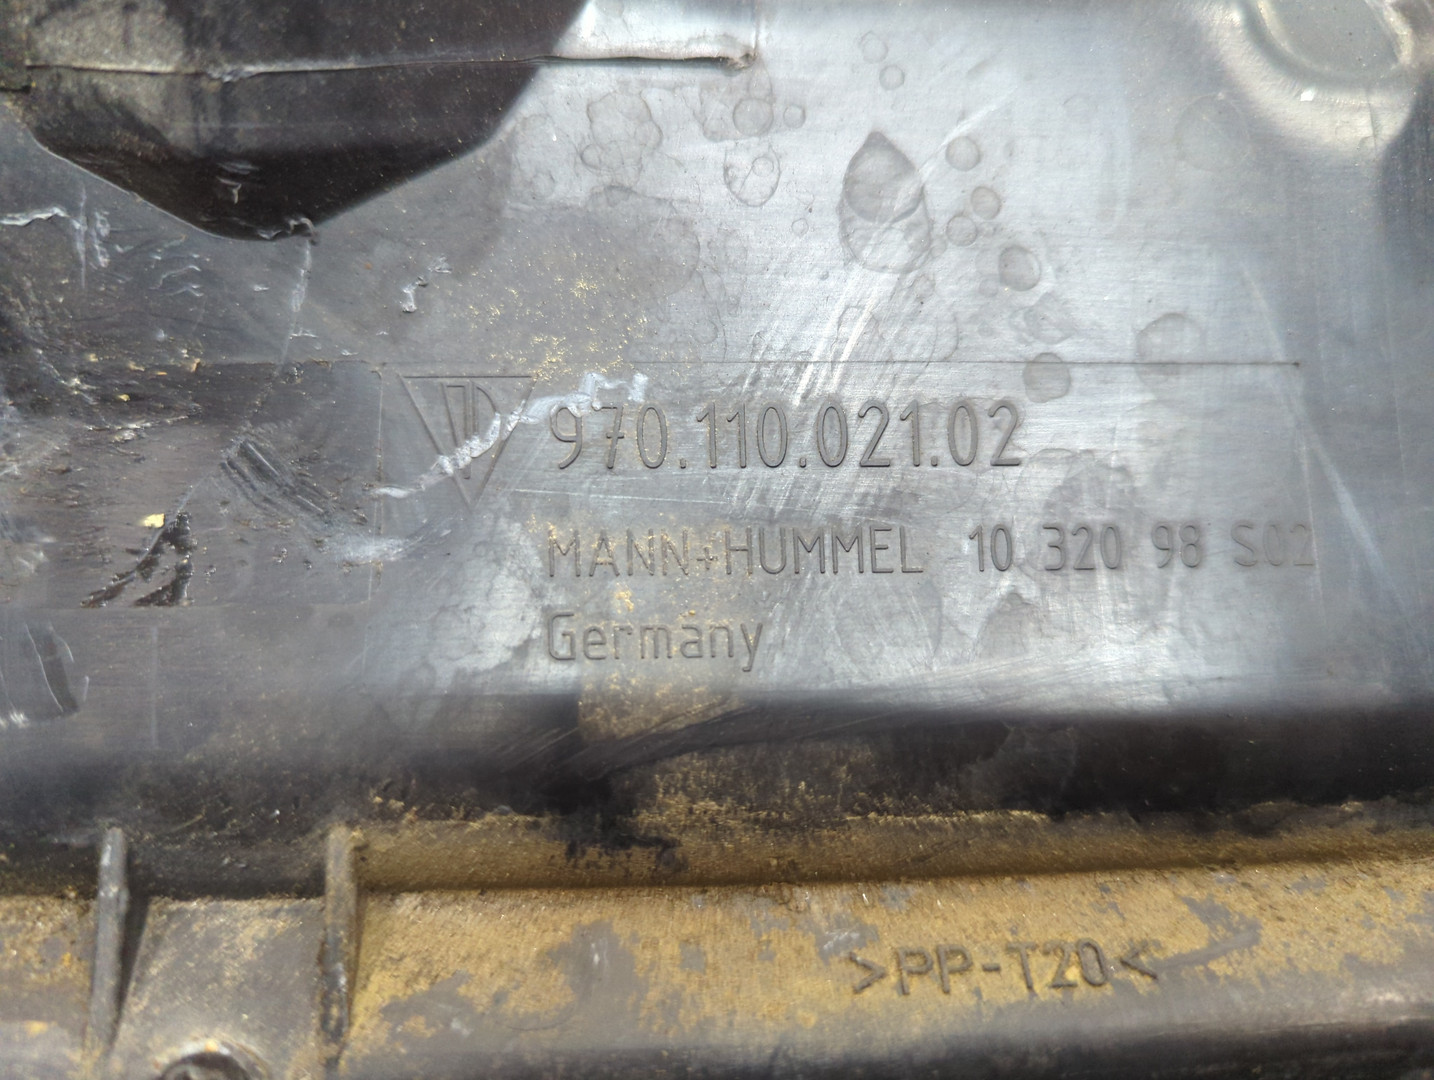 970.110.021.02
MANN+HUMMEL 10 320 98 S02
Germany
>PP-T20<